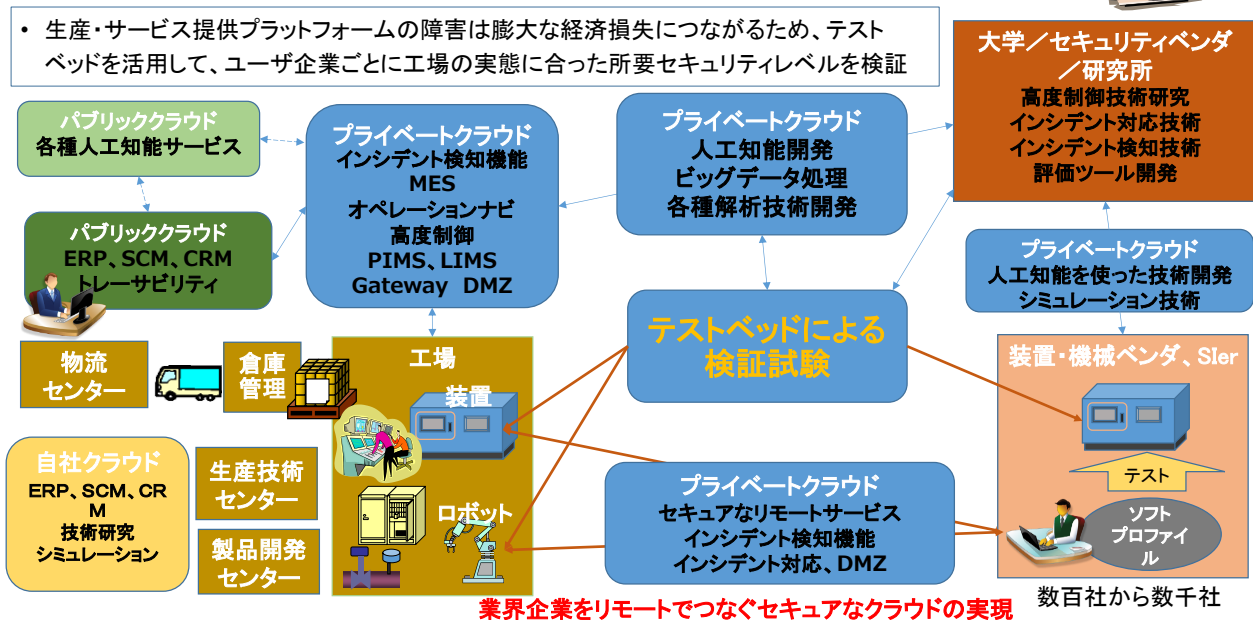 • 生産・サービス提供プラットフォームの障害は膨大な経済損失につながるため、テスト
ベッドを活用して、ユーザ企業ごとに工場の実態に合った所要セキュリティレベルを検証
大学／セキュリティベンダ
／研究所
高度制御技術研究
インシデント対応技術
インシデント検知技術
評価ツール開発
パブリッククラウド
各種人工知能サービス
プライベートクラウド
インシデント検知機能
MES
オペレーションナビ
高度制御
PIMS、LIMS
Gateway DMZ
プライベートクラウド
人工知能開発
ビッグデータ処理
各種解析技術開発
パブリッククラウド
ERP、SCM、CRM
トレーサビリティ
プライベートクラウド
人工知能を使った技術開発
シミュレーション技術
テストベッドによる
検証試験
物流
センター
倉庫
管理
工場
装置
ロボット
装置・機械ベンダ、SIer
テスト
ソフト
プロファイ
ル
自社クラウド
ERP、SCM、CR
M
技術研究
シミュレーション
生産技術
センター
製品開発
センター
プライベートクラウド
セキュアなリモートサービス
インシデント検知機能
インシデント対応、DMZ
業界企業をリモートでつなぐセキュアなクラウドの実現
数百社から数千社